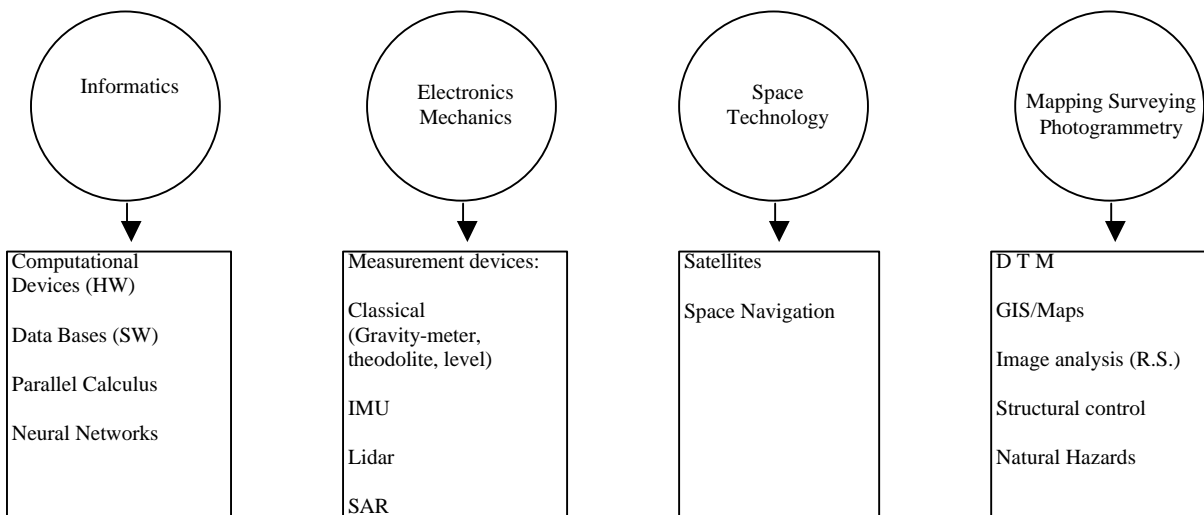 Informatics
Electronics
Mechanics
Space
Technology
Mapping Surveying
Photogrammetry
Computational
Devices (HW)
Data Bases (SW)
Parallel Calculus
Neural Networks
Measurement devices:
Classical
(Gravity-meter,
theodolite, level)
IMU
Lidar
SAR
Satellites
Space Navigation
D T M
GIS/Maps
Image analysis (R.S.)
Structural control
Natural Hazards